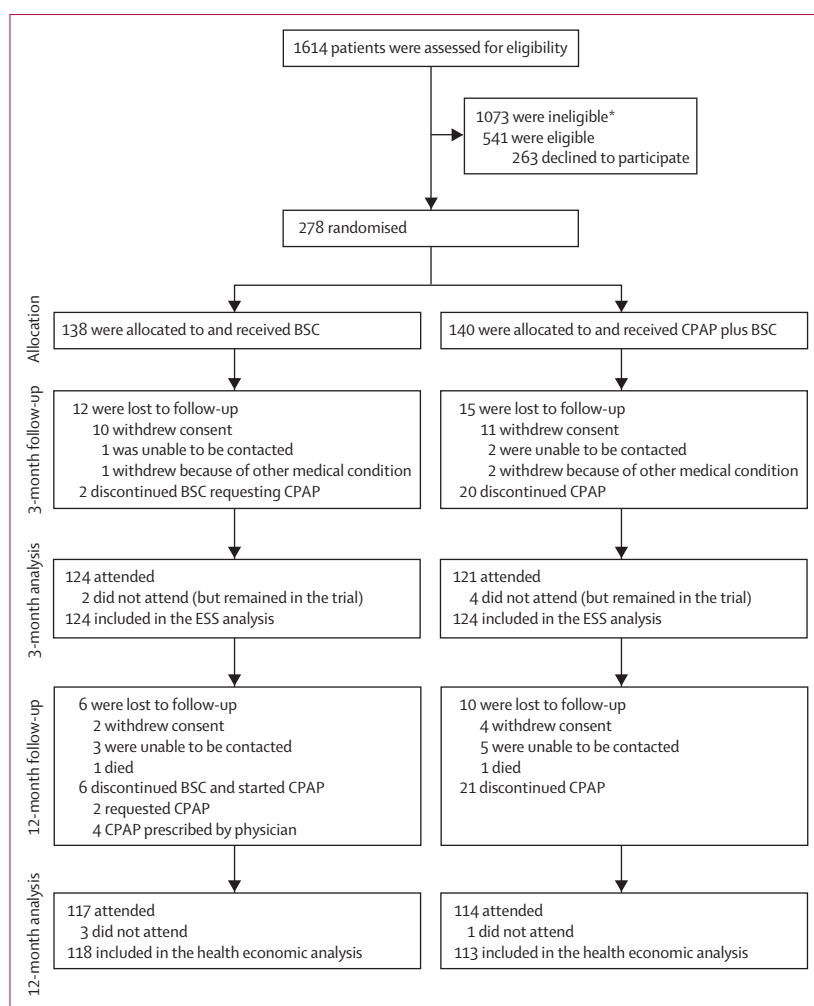 1614 patients were assessed for eligibility
1073 were ineligible*
541 were eligible
263 declined to participate
278 randomised
Allocation
138 were allocated to and received BSC
140 were allocated to and received CPAP plus BSC
3-month follow-up
12 were lost to follow-up
10 withdrew consent
1 was unable to be contacted
1 withdrew because of other medical condition
2 discontinued BSC requesting CPAP
15 were lost to follow-up
11 withdrew consent
2 were unable to be contacted
2 withdrew because of other medical condition
20 discontinued CPAP
3-month analysis
124 attended
2 did not attend (but remained in the trial)
124 included in the ESS analysis
121 attended
4 did not attend (but remained in the trial)
124 included in the ESS analysis
12-month follow-up
6 were lost to follow-up
2 withdrew consent
3 were unable to be contacted
1 died
6 discontinued BSC and started CPAP
2 requested CPAP
4 CPAP prescribed by physician
10 were lost to follow-up
4 withdrew consent
5 were unable to be contacted
1 died
21 discontinued CPAP
12-month analysis
117 attended
3 did not attend
118 included in the health economic analysis
114 attended
1 did not attend
113 included in the health economic analysis